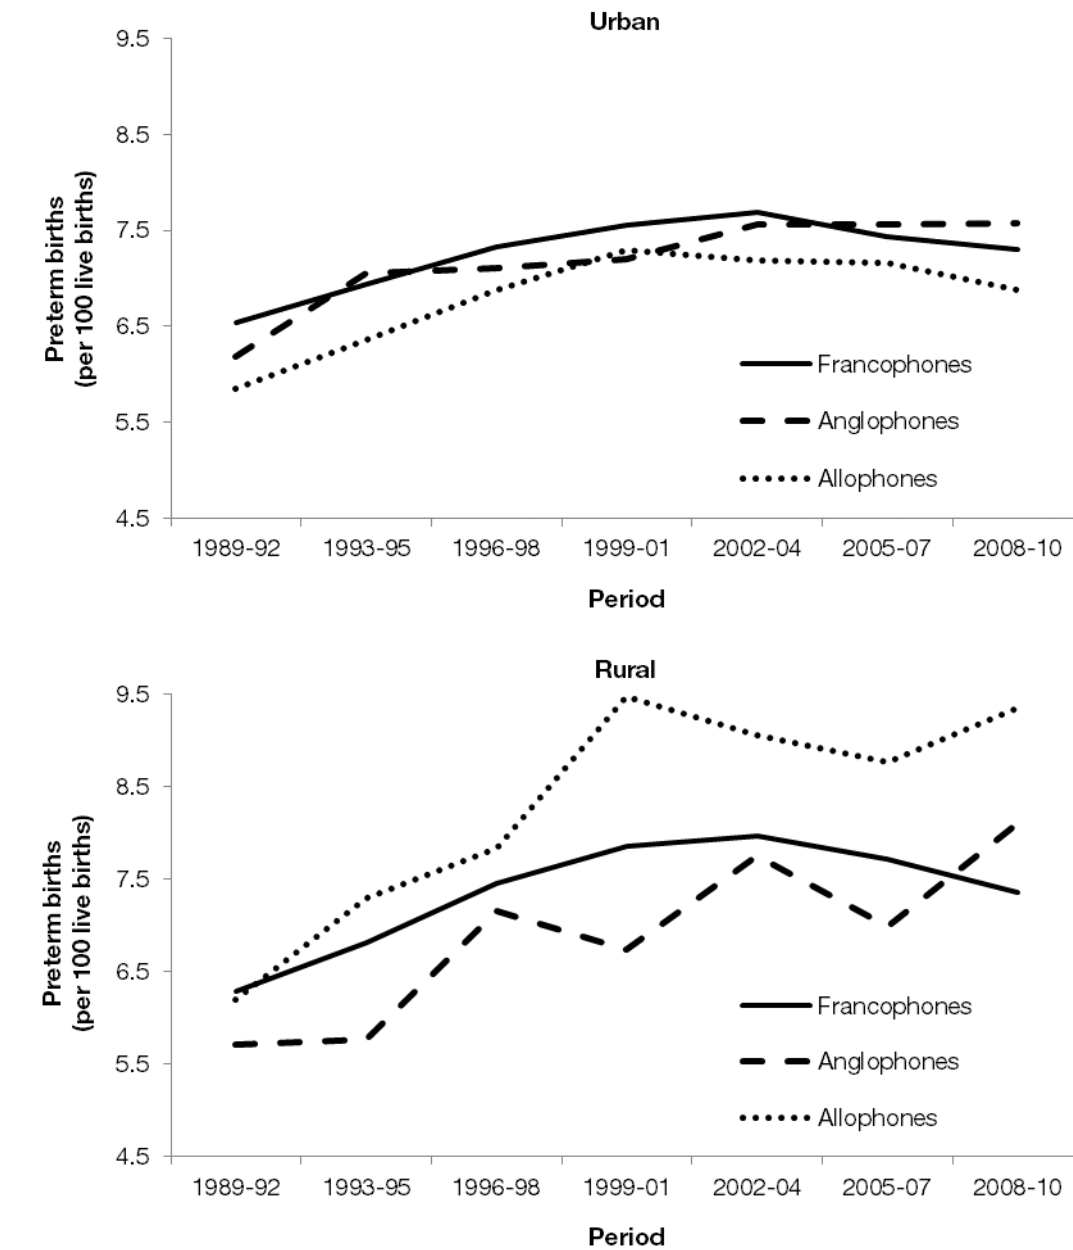 Urban
9.5
8.5
7.5
6.5
5.5
4.5
Preterm births
(per 100 live births)
Francophones
Anglophones
Allophones
1989-92 1993-95 1996-98 1999-01 2002-04 2005-07 2008-10
Period
Rural
9.5
8.5
7.5
6.5
5.5
4.5
Preterm births
(per 100 live births)
Francophones
Anglophones
Allophones
1989-92 1993-95 1996-98 1999-01 2002-04 2005-07 2008-10
Period